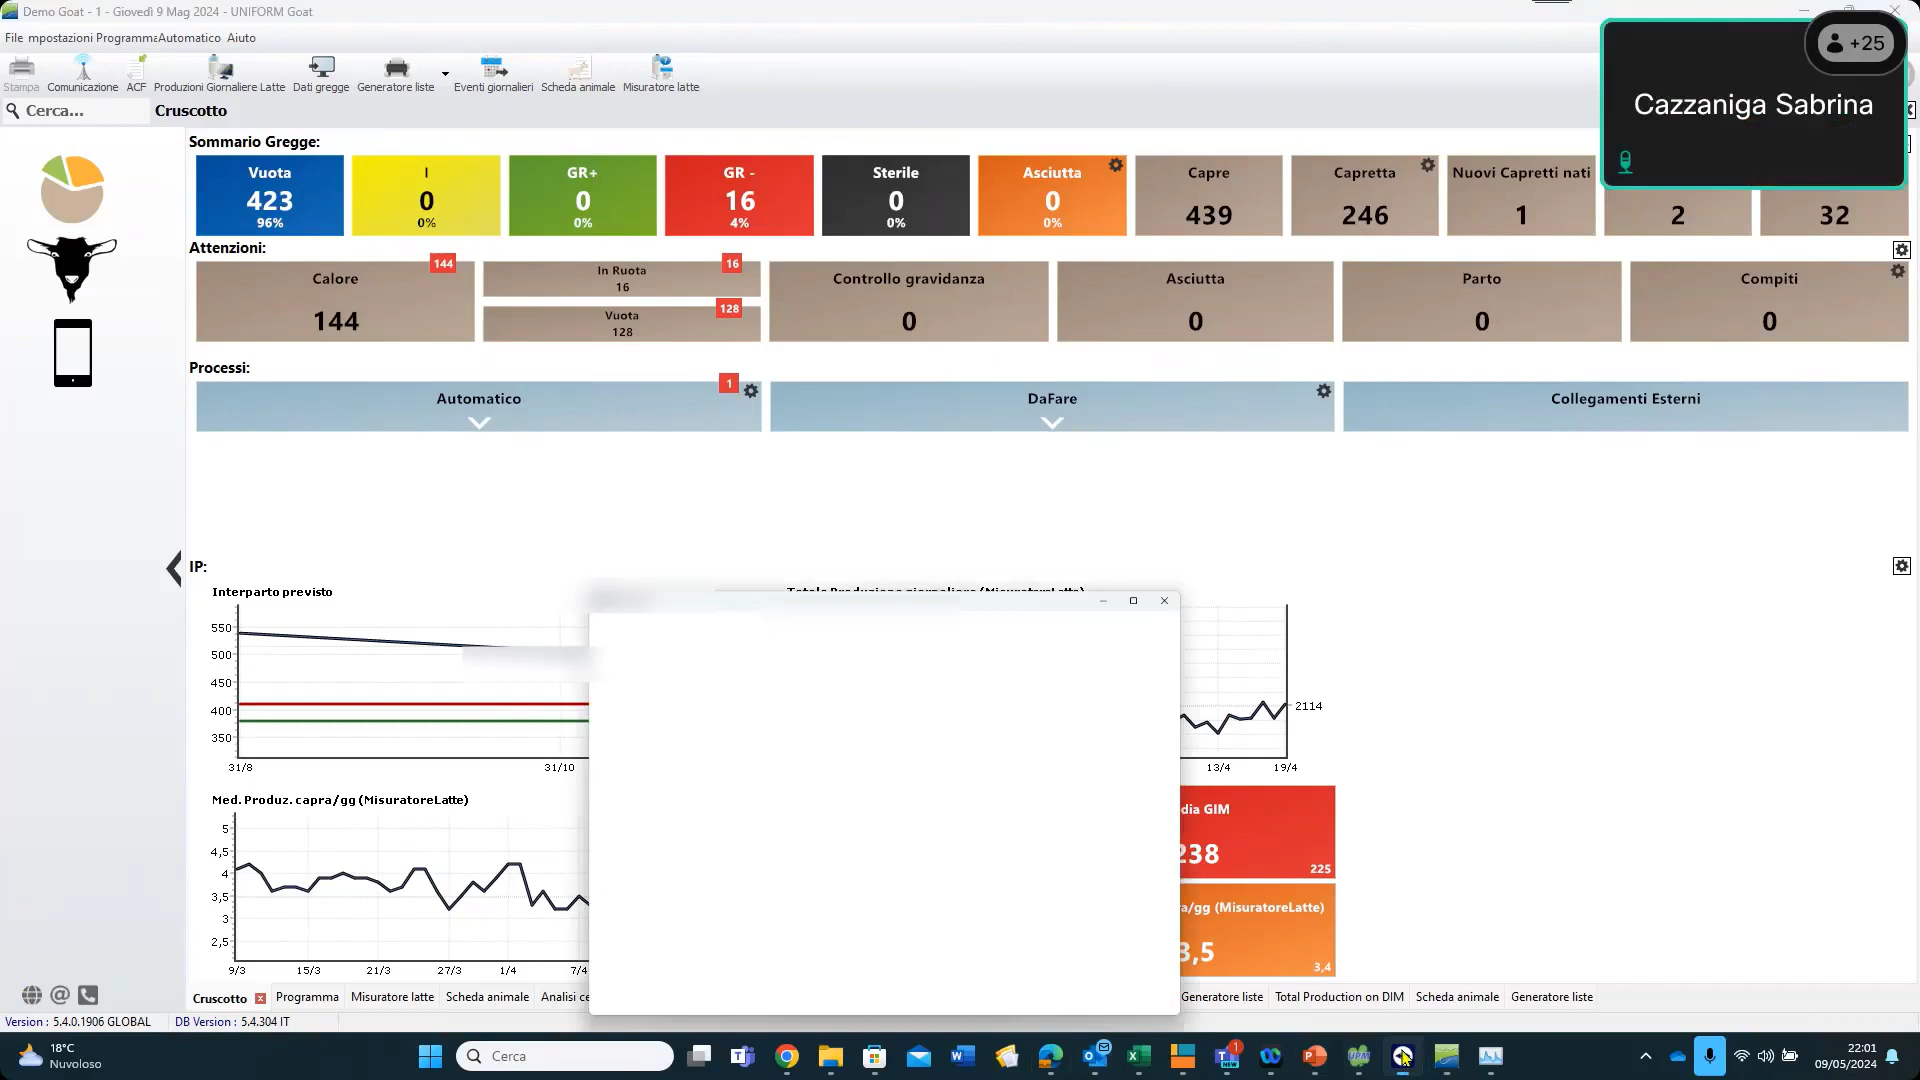 Demo Goat - 1 - Giovedì 9 Mag 2024 - UNIFORM Goat
File mpostazioni ProgrammaAutomatico Aiuto
Stampa Comunicazione ACF Produzioni Giornaliere Latte Dati gregge Generatore liste Eventi giornalieri Scheda animale Misuratore latte
+25
Cazzaniga Sabrina
Cerca...
Cruscotto
Sommario Gregge:
Vuota
423
96%
I
0
0%
GR+
0
0%
GR -
16
4%
Sterile
0
0%
Asciutta
0
0%
Capre
439
Capretta
246
Nuovi Capretti nati
1
2
32
Attenzioni:
Calore
144
144
In Ruota
16
16
Vuota
128
128
Controllo gravidanza
0
Asciutta
0
Parto
0
Compiti
0
Processi:
Automatico
1
DaFare
Collegamenti Esterni
IP:
Interparto previsto
550
500
450
400
350
31/8 31/10
Totale Produzione giornaliera (MisuratoreLatte)
2114
13/4 19/4
Med. Produz. capra/gg (MisuratoreLatte)
5
4,5
4
3,5
3
2,5
9/3 15/3 21/3 27/3 1/4 7/4
dia GIM
238
225
a/gg (MisuratoreLatte)
3,5
3,4
Cruscotto x Programma Misuratore latte Scheda animale Analisi ce Generatore liste Total Production on DIM Scheda animale Generatore liste
Version : 5.4.0.1906 GLOBAL DB Version : 5.4.304 IT
18°C
Nuvoloso
Cerca
1
NEW
UPM
22:01
09/05/2024